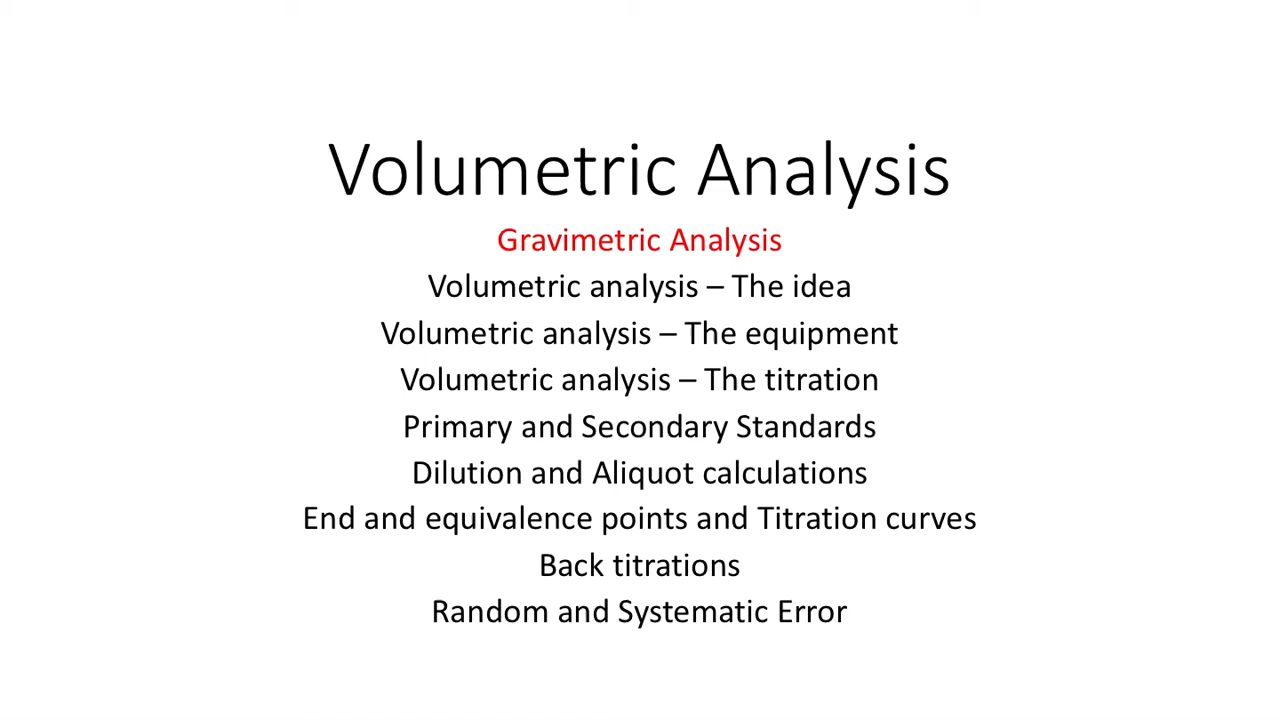 Volumetric Analysis
Gravimetric Analysis
Volumetric analysis – The idea
Volumetric analysis – The equipment
Volumetric analysis – The titration
Primary and Secondary Standards
Dilution and Aliquot calculations
End and equivalence points and Titration curves
Back titrations
Random and Systematic Error